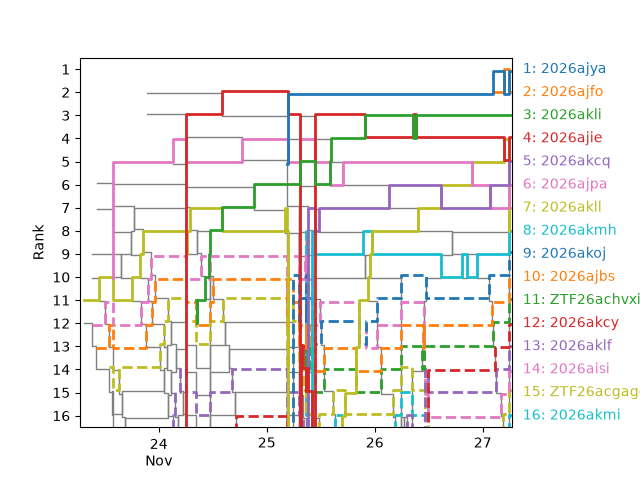 1
2
3
4
5
6
7
8
9
10
11
12
13
14
15
16
Rank
24
25
26
27
Nov
1: 2026ajya
2: 2026ajfo
3: 2026akli
4: 2026ajie
5: 2026akcq
6: 2026ajpa
7: 2026akll
8: 2026akmh
9: 2026akoj
10: 2026ajbs
11: ZTF26achvxi
12: 2026akcy
13: 2026aklf
14: 2026aisi
15: ZTF26acgag
16: 2026akmi